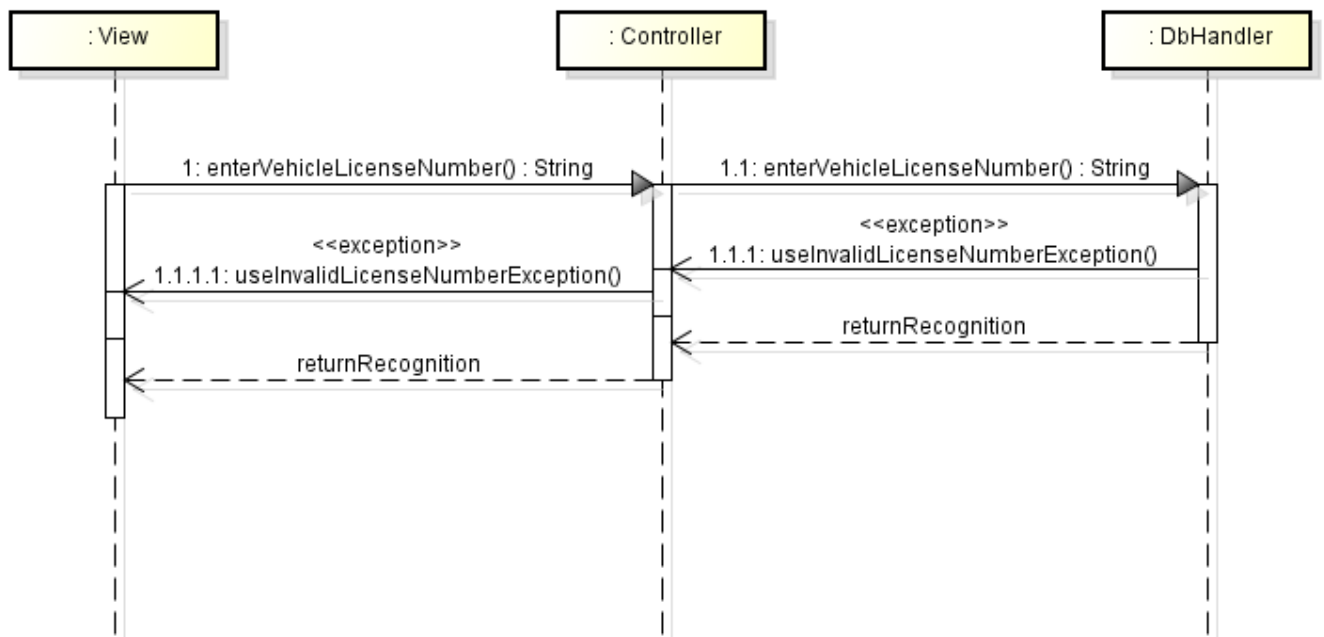 : View
: Controller
: DbHandler
1: enterVehicleLicenseNumber() : String
1.1: enterVehicleLicenseNumber() : String
<<exception>>
1.1.1: useInvalidLicenseNumberException()
<<exception>>
1.1.1.1: useInvalidLicenseNumberException()
returnRecognition
returnRecognition